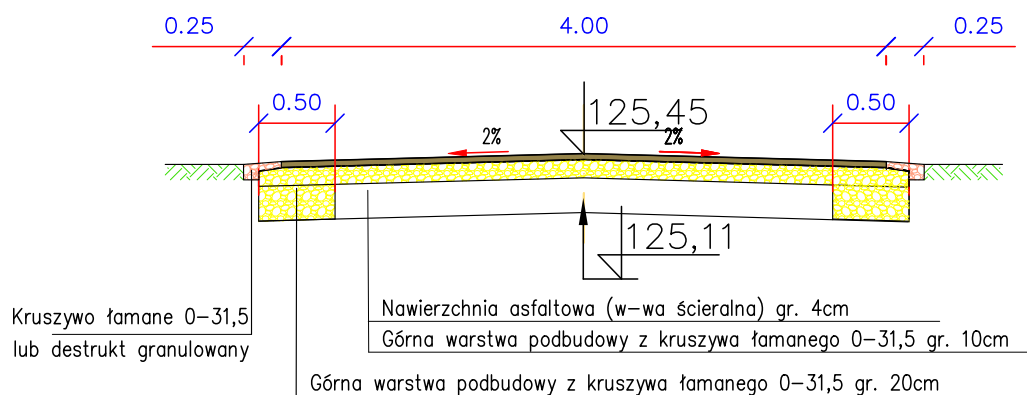 0.25 4.00 0.25
0.50 0.50
125,45
2% 2%
125,11
Kruszywo łamane 0-31,5
lub destrukt granulowany
Nawierzchnia asfaltowa (w-wa ścieralna) gr. 4cm
Górna warstwa podbudowy z kruszywa łamanego 0-31,5 gr. 10cm
Górna warstwa podbudowy z kruszywa łamanego 0-31,5 gr. 20cm